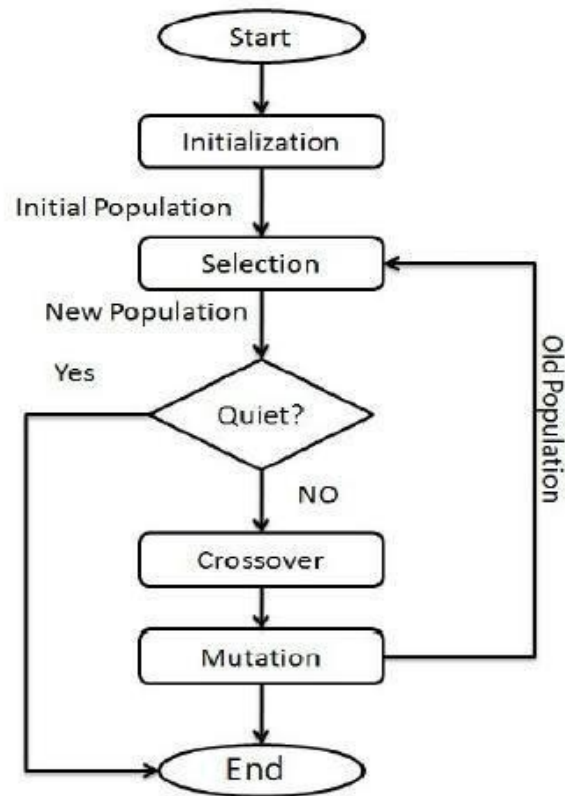 Start
Initialization
Initial Population
Selection
New Population
Yes
Quiet?
Old Population
NO
Crossover
Mutation
End